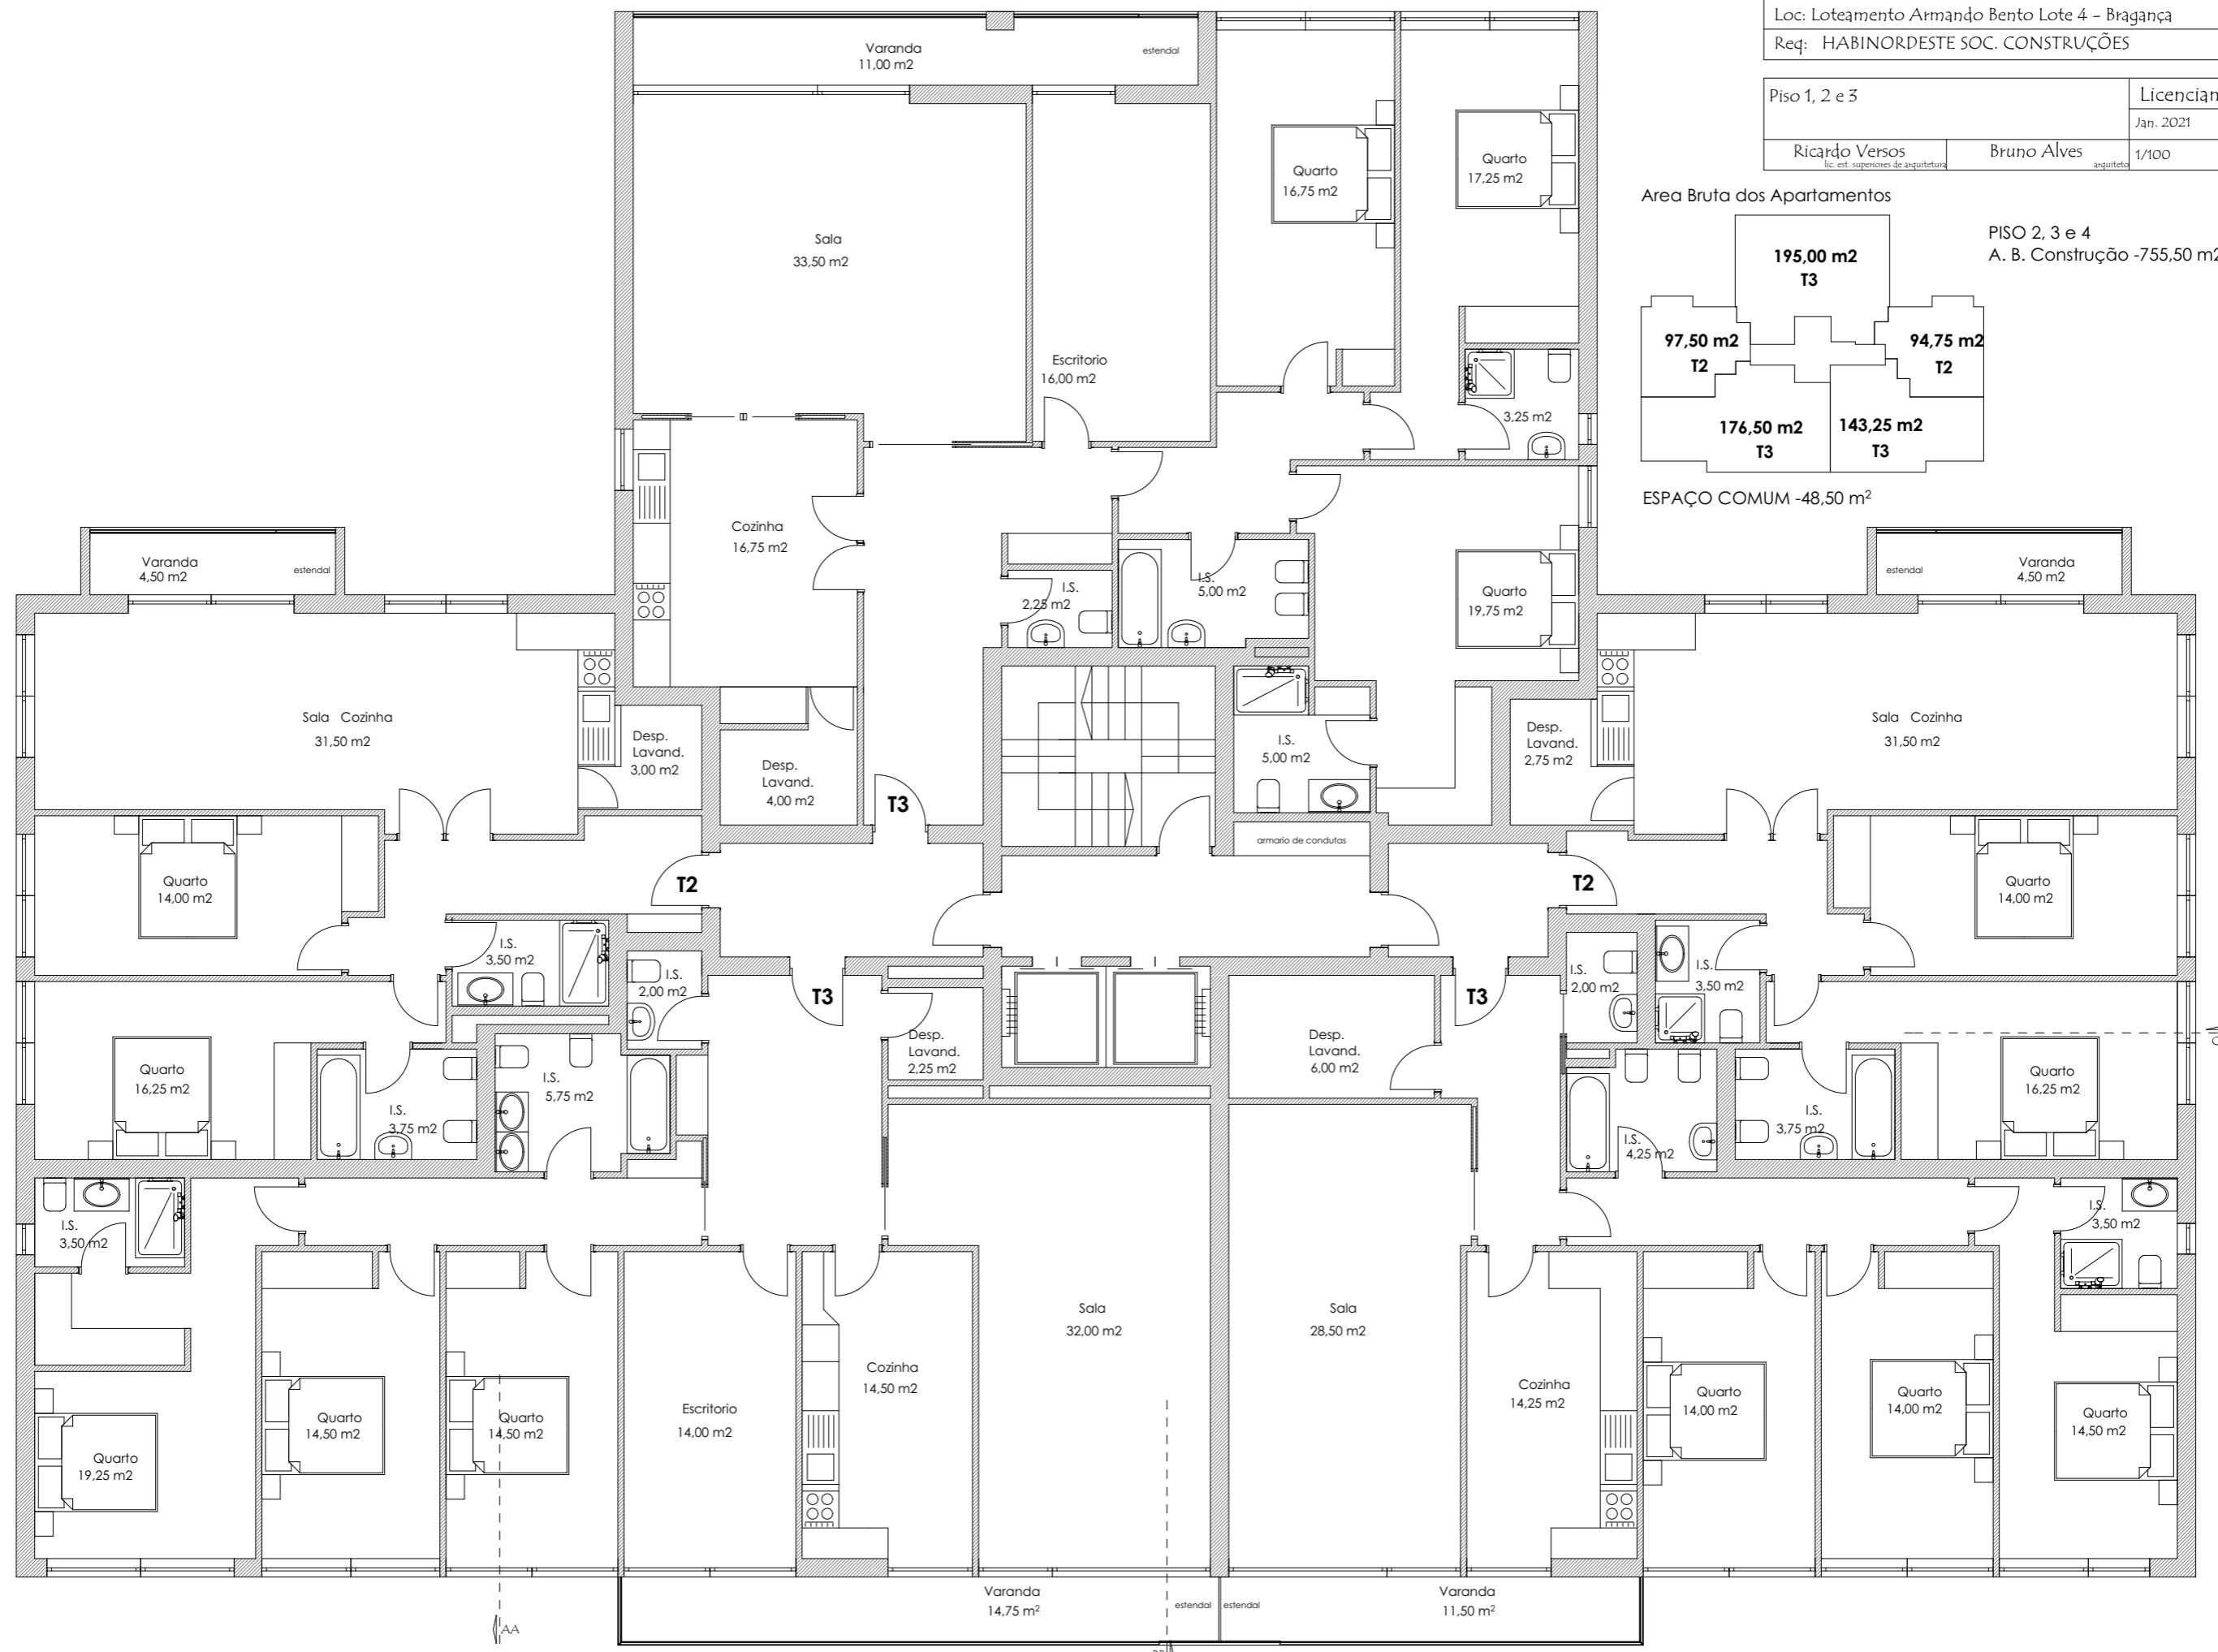 Loc: Loteamento Armando Bento Lote 4 - Bragança
Req: HABINORDESTE SOC. CONSTRUÇÕES
Piso 1, 2 e 3
Jan. 2021
Ricardo Versos
lic. est. superiores de arquitetura
Bruno Alves
arquiteto
1/100
Area Bruta dos Apartamentos
PISO 2, 3 e 4
A. B. Construção -755,50 m2
195,00 m2
T3
97,50 m2
T2
94,75 m2
T2
176,50 m2
T3
143,25 m2
T3
ESPAÇO COMUM -48,50 m²
Varanda
11,00 m2
estendal
Sala
33,50 m2
Escritorio
16,00 m2
Quarto
16,75 m2
Quarto
17,25 m2
3,25 m2
Cozinha
16,75 m2
I.S.
2,25 m2
I.S.
5,00 m2
Quarto
19,75 m2
I.S.
5,00 m2
Desp.
Lavand.
4,00 m2
T3
armario de condutas
Varanda
4,50 m2
estendal
Sala Cozinha
31,50 m2
Desp.
Lavand.
3,00 m2
Quarto
14,00 m2
T2
I.S.
3,50 m2
Quarto
16,25 m2
I.S.
3,75 m2
estendal
Varanda
4,50 m2
Desp.
Lavand.
2,75 m2
Sala Cozinha
31,50 m2
T2
Quarto
14,00 m2
I.S.
3,50 m2
Quarto
16,25 m2
I.S.
3,75 m2
I.S.
2,00 m2
T3
Desp.
Lavand.
2,25 m2
I.S.
5,75 m2
I.S.
3,50 m2
Quarto
19,25 m2
Quarto
14,50 m2
Quarto
14,50 m2
Escritorio
14,00 m2
Cozinha
14,50 m2
Sala
32,00 m2
Varanda
14,75 m²
estendal
T3
Desp.
Lavand.
6,00 m2
I.S.
2,00 m2
I.S.
4,25 m2
Sala
28,50 m2
Cozinha
14,25 m2
Quarto
14,00 m2
Quarto
14,00 m2
I.S.
3,50 m2
Quarto
14,50 m2
estendal
Varanda
11,50 m²
AA